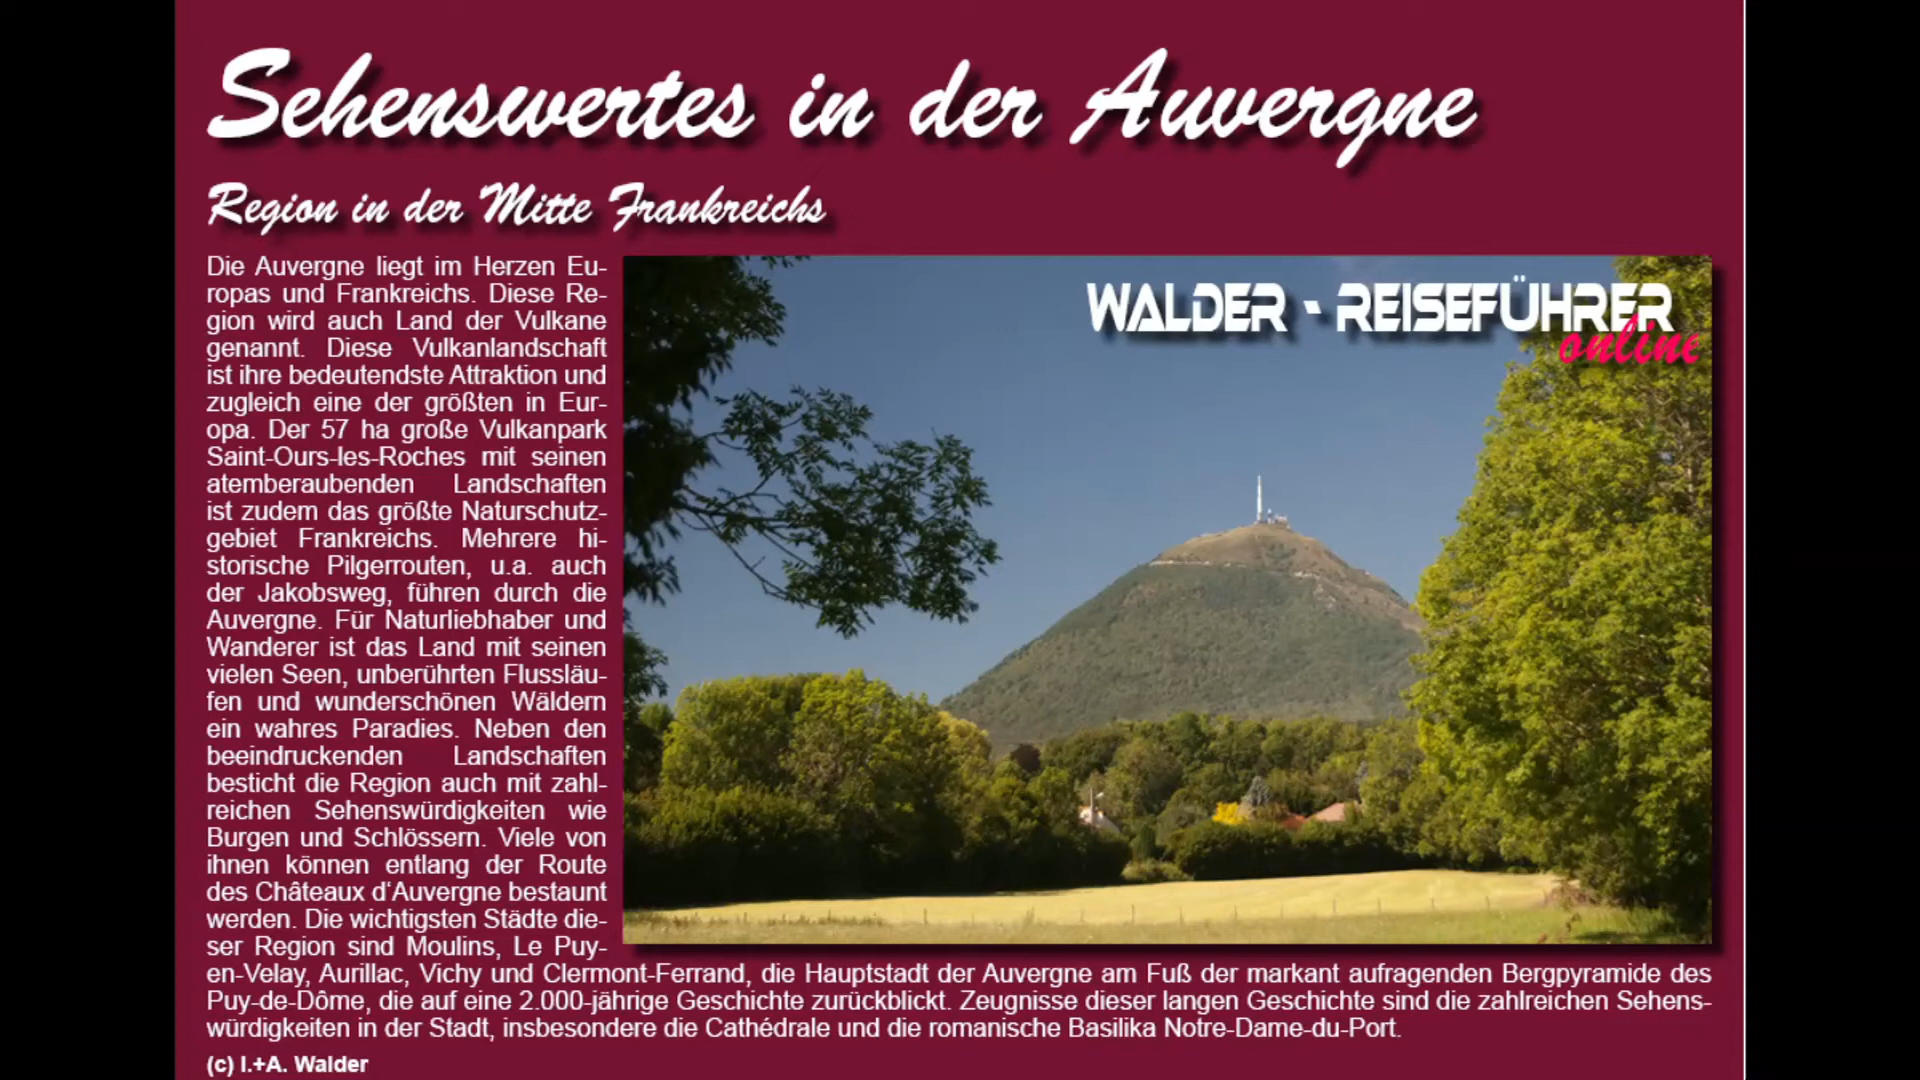 Sehenswertes in der Auvergne
Region in der Mitte Frankreichs
Die Auvergne liegt im Herzen Eu-
ropas und Frankreichs. Diese Re-
gion wird auch Land der Vulkane
genannt. Diese Vulkanlandschaft
ist ihre bedeutendste Attraktion und
zugleich eine der größten in Eur-
opa. Der 57 ha große Vulkanpark
Saint-Ours-les-Roches mit seinen
atemberaubenden Landschaften
ist zudem das größte Naturschutz-
gebiet Frankreichs. Mehrere hi-
storische Pilgerrouten, u.a. auch
der Jakobsweg, führen durch die
Auvergne. Für Naturliebhaber und
Wanderer ist das Land mit seinen
vielen Seen, unberührten Flussläu-
fen und wunderschönen Wäldern
ein wahres Paradies. Neben den
beeindruckenden Landschaften
besticht die Region auch mit zahl-
reichen Sehenswürdigkeiten wie
Burgen und Schlössern. Viele von
ihnen können entlang der Route
des Châteaux d‘Auvergne bestaunt
werden. Die wichtigsten Städte die-
ser Region sind Moulins, Le Puy-
en-Velay, Aurillac, Vichy und Clermont-Ferrand, die Hauptstadt der Auvergne am Fuß der markant aufragenden Bergpyramide des
Puy-de-Dôme, die auf eine 2.000-jährige Geschichte zurückblickt. Zeugnisse dieser langen Geschichte sind die zahlreichen Sehens-
würdigkeiten in der Stadt, insbesondere die Cathédrale und die romanische Basilika Notre-Dame-du-Port.
(c) I.+A. Walder
WALDER - REISEFÜHRER
online